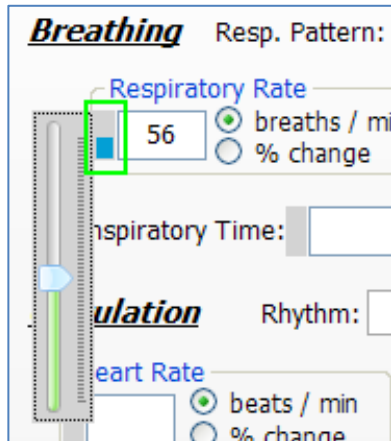 Breathing Resp. Pattern:
Respiratory Rate
56 breaths / mi
% change
nspiratory Time:
ulation Rhythm:
eart Rate
beats / min
% change